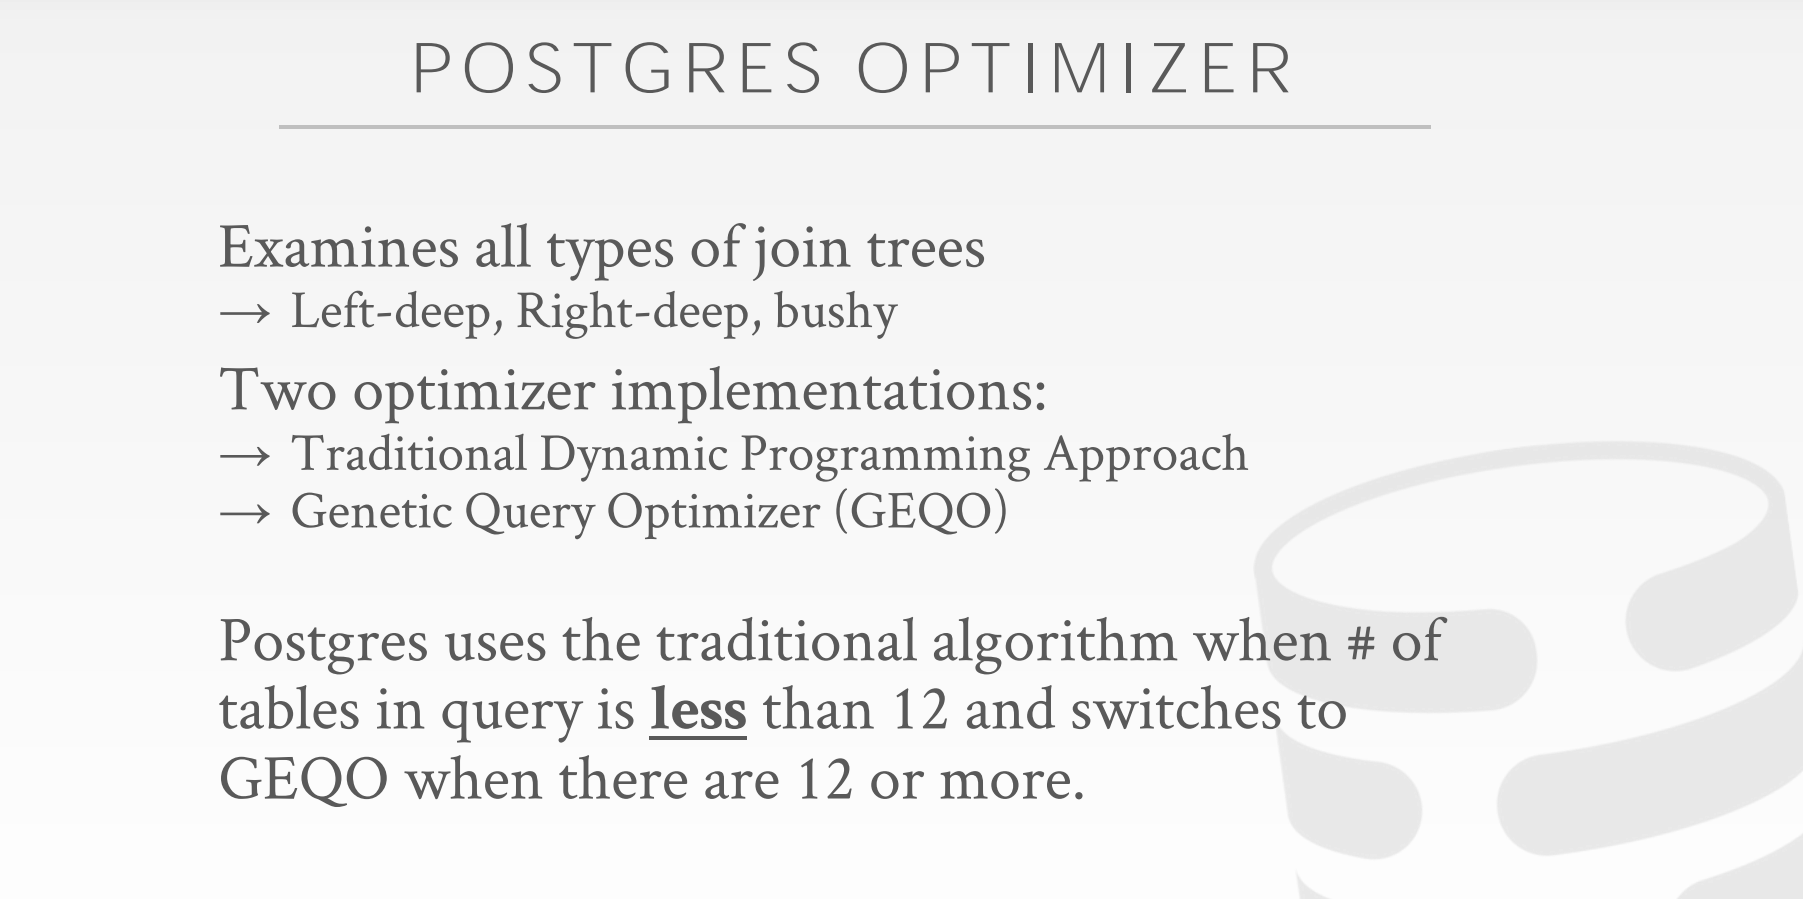 POSTGRES OPTIMIZER
Examines all types of join trees
→ Left-deep, Right-deep, bushy
Two optimizer implementations:
→ Traditional Dynamic Programming Approach
→ Genetic Query Optimizer (GEQO)
Postgres uses the traditional algorithm when # of
tables in query is less than 12 and switches to
GEQO when there are 12 or more.